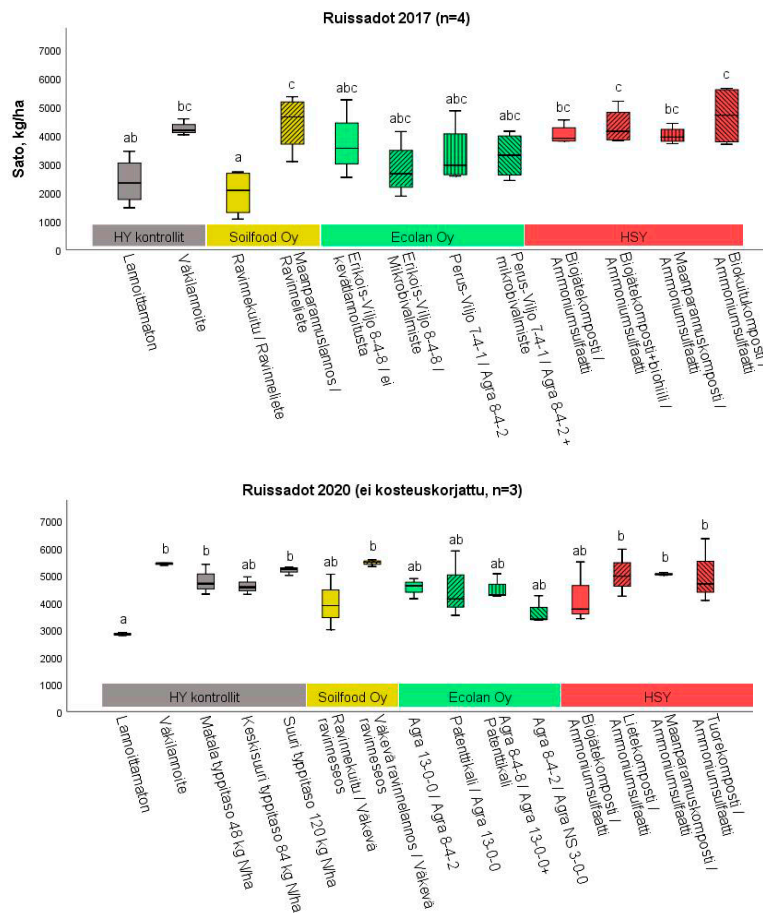 Ruissadot 2017 (n=4)
Sato, kg/ha
7000
6000
5000
4000
3000
2000
1000
0
ab
bc
a
c
abc
abc
abc
abc
bc
c
bc
c
HY kontrollit
Soilfood Oy
Ecolan Oy
HSY
Lannoittamaton
Väkilannoite
Ravinnekuitu / Ravinneliete
Maanparannuslannos /
Ravinneliete
Erikois-Viljo 8-4-8 / ei
kevätlannoitusta
Erikois-Viljo 8-4-8 /
Mikrobivalmiste
Perus-Viljo 7-4-1 / Agra 8-4-2
Perus-Viljo 7-4-1 / Agra 8-4-2 +
mikrobivalmiste
Biojätekomposti /
Ammoniumsulfaatti
Biojätekomposti+biohiili /
Ammoniumsulfaatti
Maanparannuskomposti /
Ammoniumsulfaatti
Biokuitukomposti /
Ammoniumsulfaatti
Ruissadot 2020 (ei kosteuskorjattu, n=3)
7000
6000
5000
4000
3000
2000
1000
0
a
b
b
ab
b
ab
b
ab
ab
ab
ab
ab
b
b
b
HY kontrollit
Soilfood Oy
Ecolan Oy
HSY
Lannoittamaton
Väkilannoite
Matala typpitaso 48 kg N/ha
Keskisuuri typpitaso 84 kg N/ha
Suuri typpitaso 120 kg N/ha
Ravinnekuitu / Väkevä
ravinneseos
Väkevä ravinnelannos / Väkevä
ravinneseos
Agra 13-0-0 / Agra 8-4-2
Patenttikali / Agra 13-0-0
Agra 8-4-8 / Agra 13-0-0+
Patenttikali
Agra 8-4-2 / Agra NS 3-0-0
Biojätekomposti /
Ammoniumsulfaatti
Lietekomposti /
Ammoniumsulfaatti
Maanparannuskomposti /
Ammoniumsulfaatti
Tuorekomposti /
Ammoniumsulfaatti